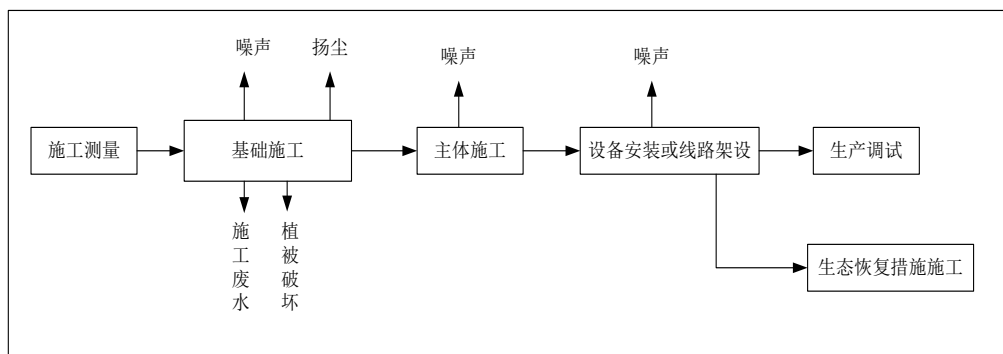 噪声
扬尘
噪声
噪声
施工测量
基础施工
主体施工
设备安装或线路架设
生产调试
施工废水
植被破坏
生态恢复措施施工